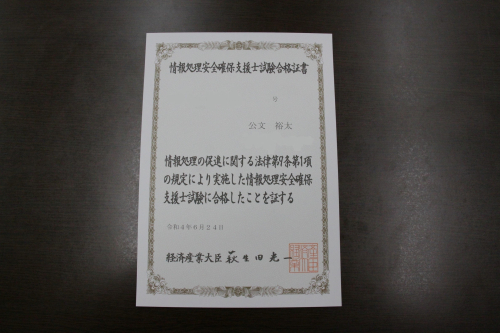 情報処理安全確保支援士試験合格証書
号
公文 裕太
情報処理の促進に関する法律第9条第1項
の規定により実施した情報処理安全確保
支援士試験に合格したことを証する
令和4年6月24日
経済産業大臣 萩生田光一